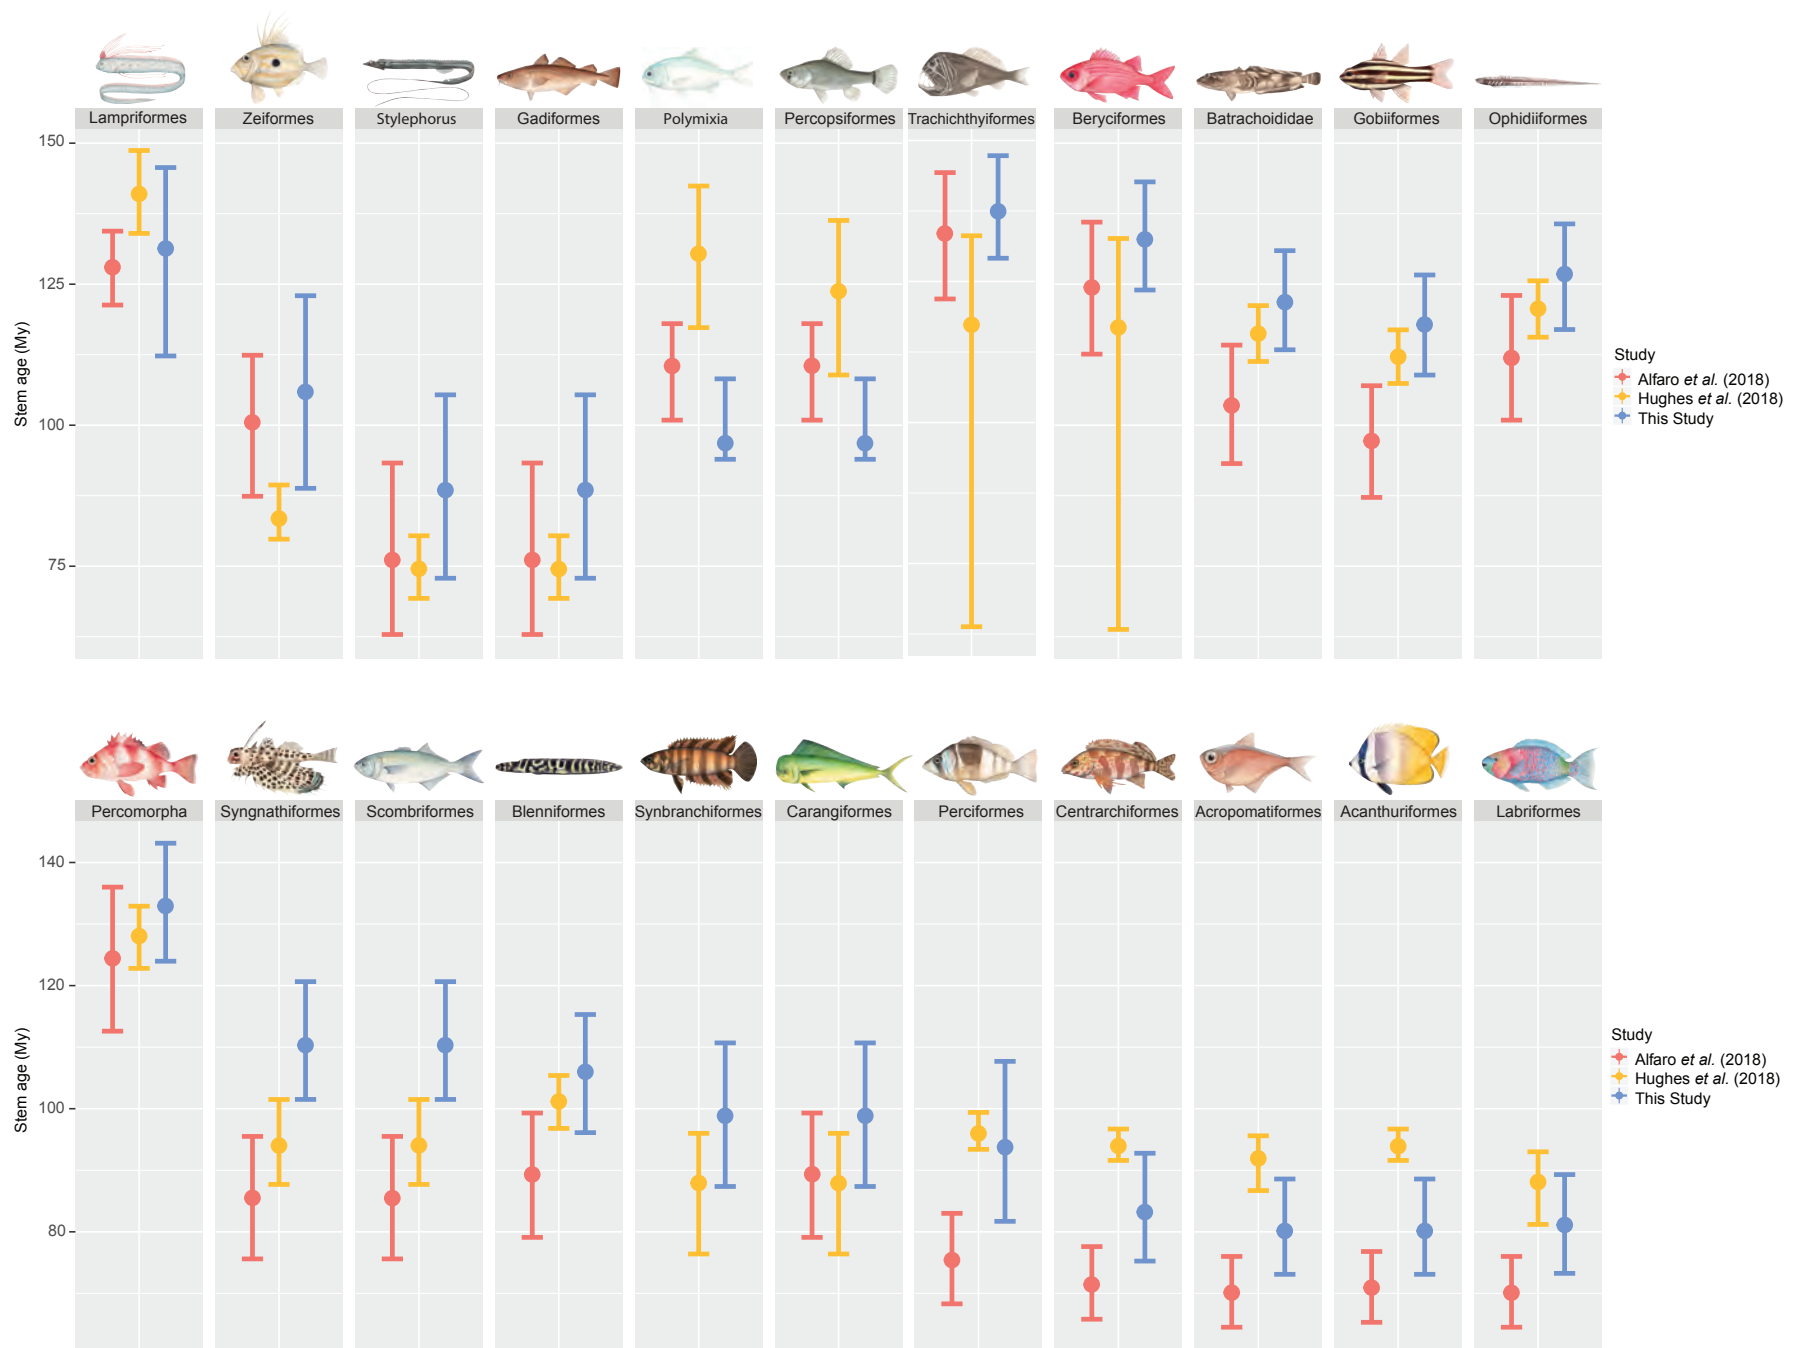 Lampriformes Zeiformes Stylephorus Gadiformes Polymixia Percopsiformes Trachichthyiformes Beryciformes Batrachoididae Gobiiformes Ophidiiformes
150
125
100
75
Stem age (My)
Study
Alfaro et al. (2018)
Hughes et al. (2018)
This Study
Percomorpha Syngnathiformes Scombriformes Blenniformes Synbranchiformes Carangiformes Perciformes Centrarchiformes Acropomatiformes Acanthuriformes Labriformes
140
120
100
80
Stem age (My)
Study
Alfaro et al. (2018)
Hughes et al. (2018)
This Study